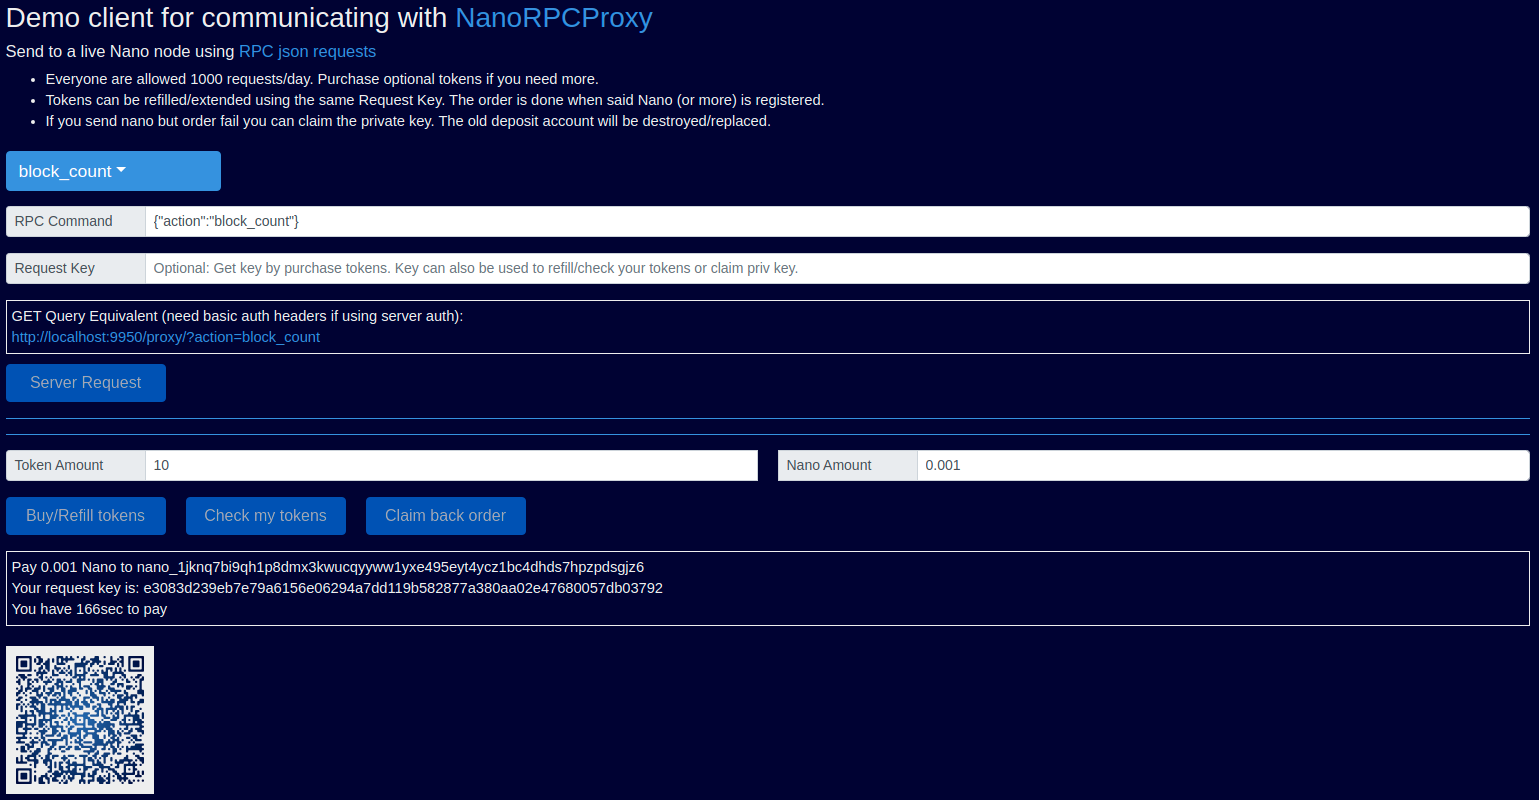 Demo client for communicating with NanoRPCProxy
Send to a live Nano node using RPC json requests
• Everyone are allowed 1000 requests/day. Purchase optional tokens if you need more.
• Tokens can be refilled/extended using the same Request Key. The order is done when said Nano (or more) is registered.
• If you send nano but order fail you can claim the private key. The old deposit account will be destroyed/replaced.
block_count
RPC Command {"action":"block_count"}
Request Key Optional: Get key by purchase tokens. Key can also be used to refill/check your tokens or claim priv key.
GET Query Equivalent (need basic auth headers if using server auth):
http://localhost:9950/proxy/?action=block_count
Server Request
Token Amount 10 Nano Amount 0.001
Buy/Refill tokens Check my tokens Claim back order
Pay 0.001 Nano to nano_1jknq7bi9qh1p8dmx3kwucqyyww1yxe495eyt4ycz1bc4dhds7hpzpdsgjz6
Your request key is: e3083d239eb7e79a6156e06294a7dd119b582877a380aa02e47680057db03792
You have 166sec to pay